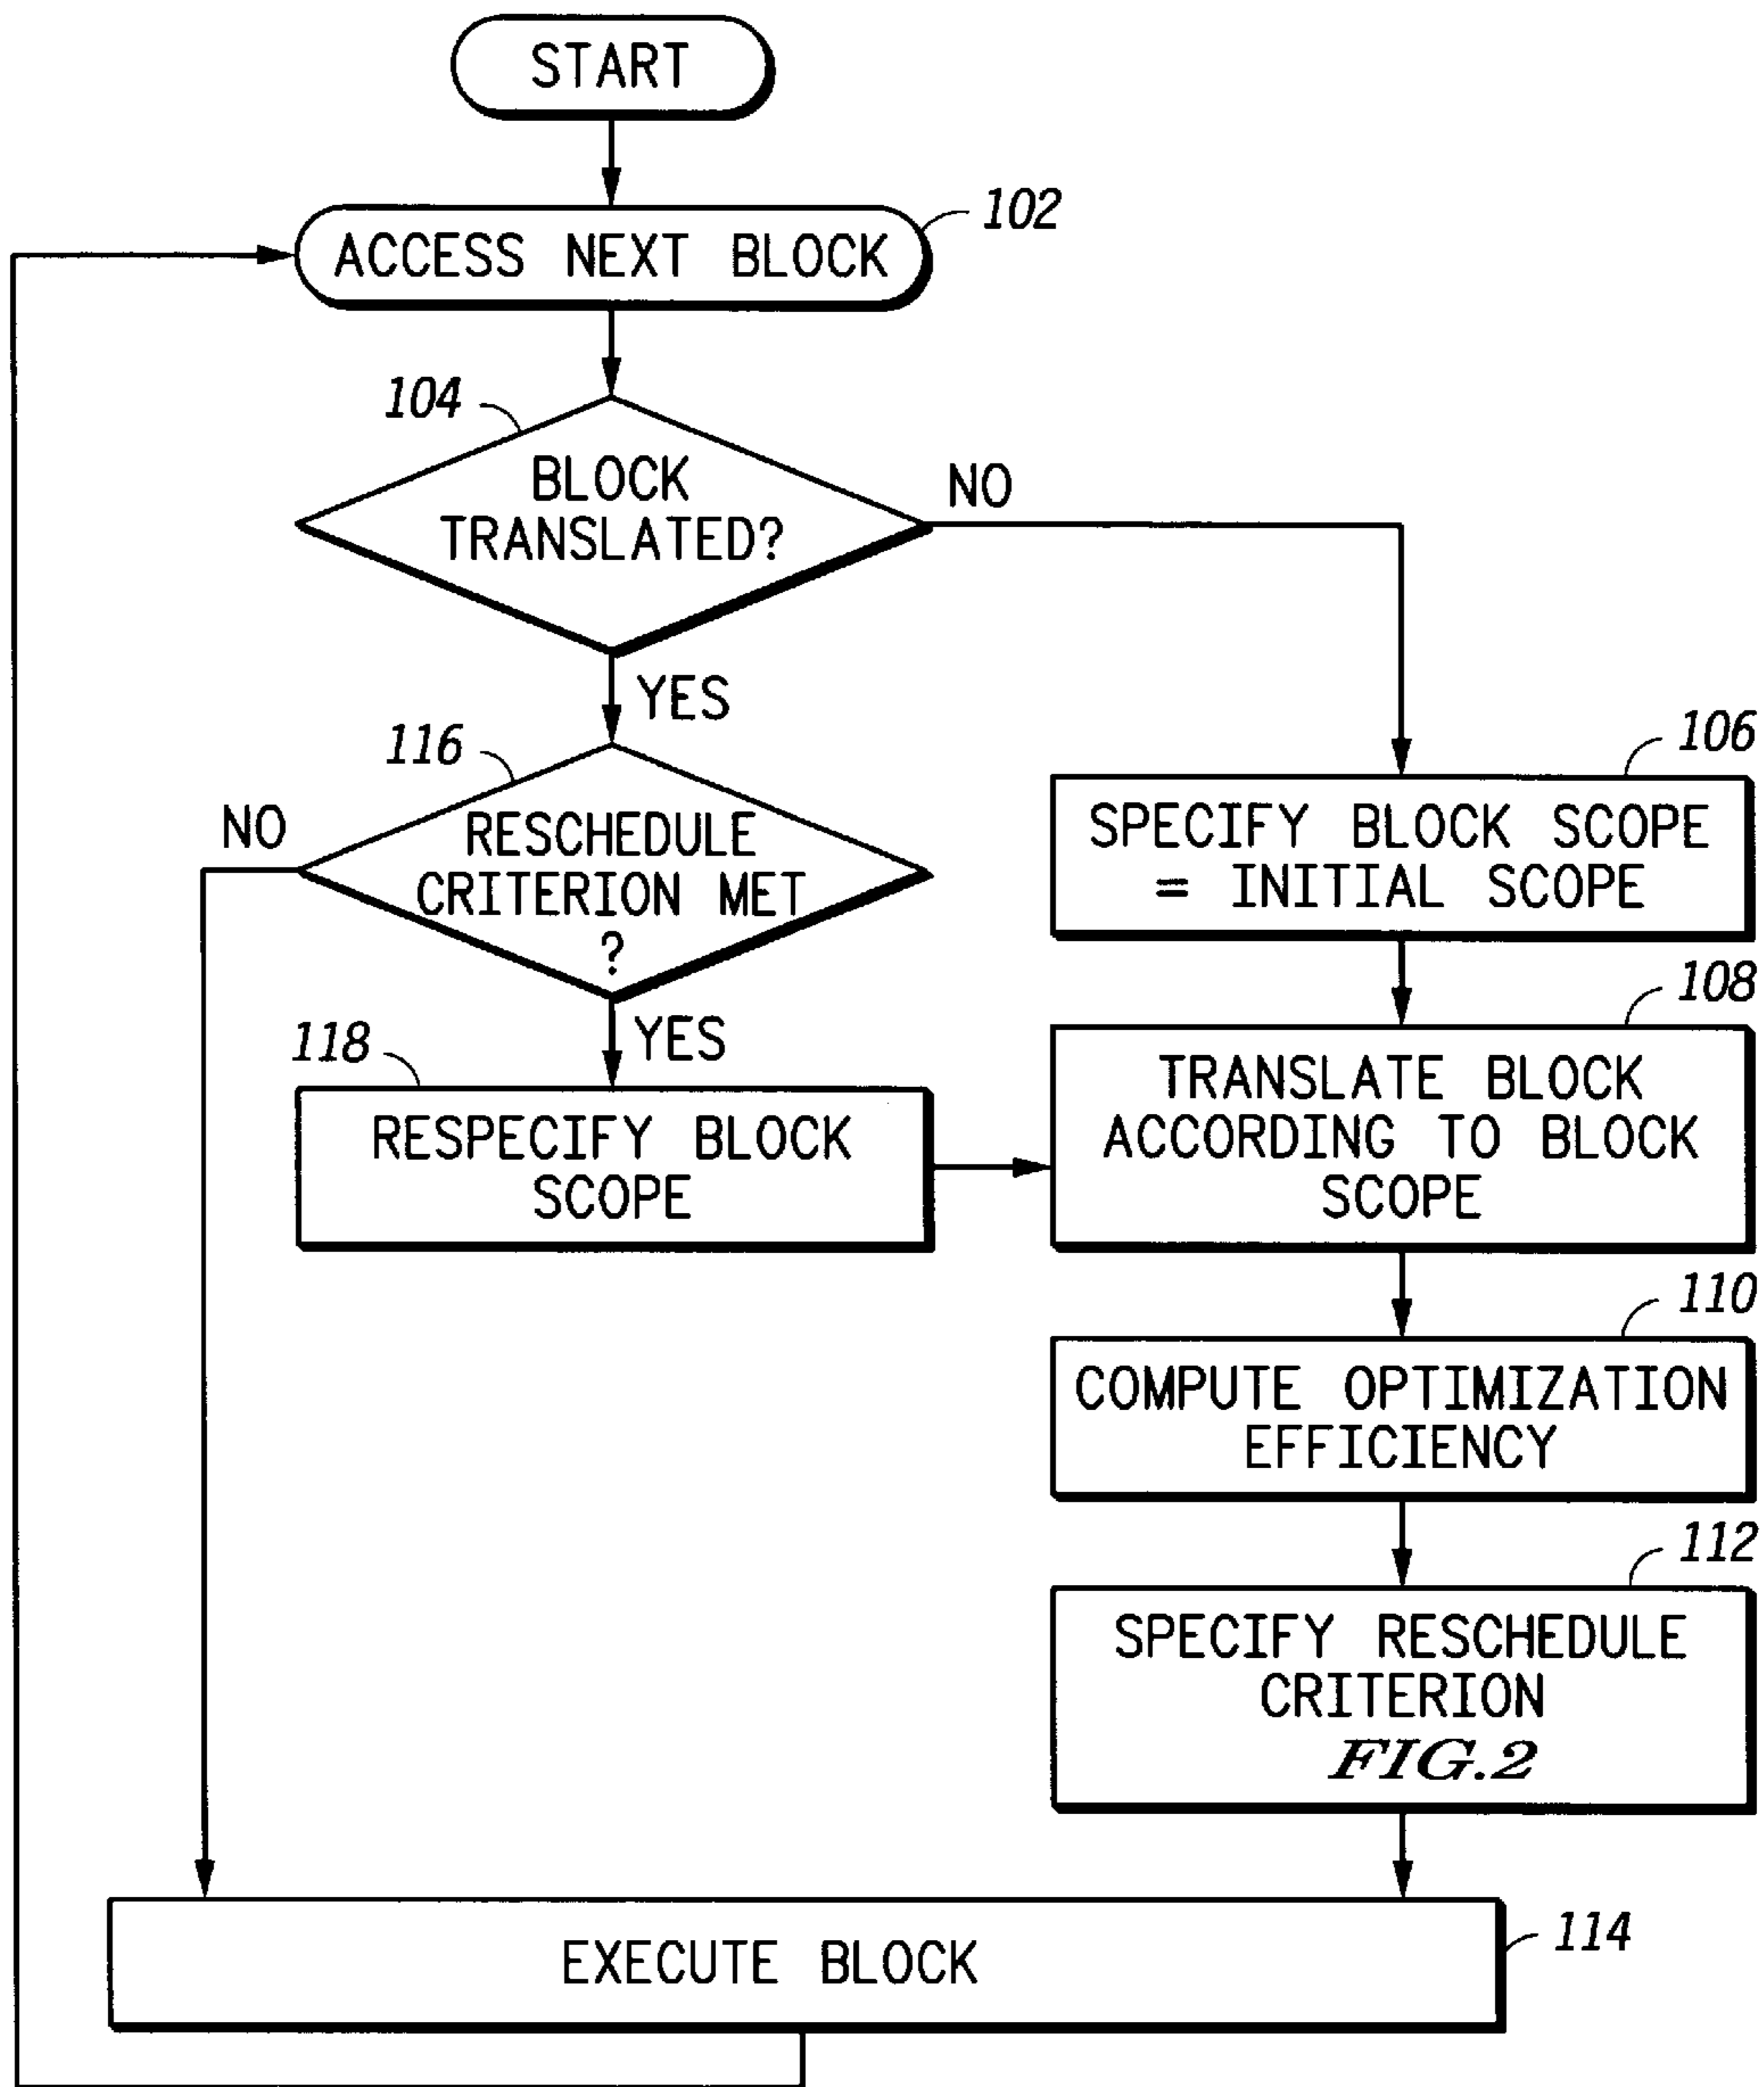 START
ACCESS NEXT BLOCK
102
104
BLOCK
TRANSLATED?
NO
YES
116
NO
RESCHEDULE
CRITERION MET
?
YES
106
SPECIFY BLOCK SCOPE
= INITIAL SCOPE
118
RESPECIFY BLOCK
SCOPE
108
TRANSLATE BLOCK
ACCORDING TO BLOCK
SCOPE
110
COMPUTE OPTIMIZATION
EFFICIENCY
112
SPECIFY RESCHEDULE
CRITERION
FIG.2
EXECUTE BLOCK
114